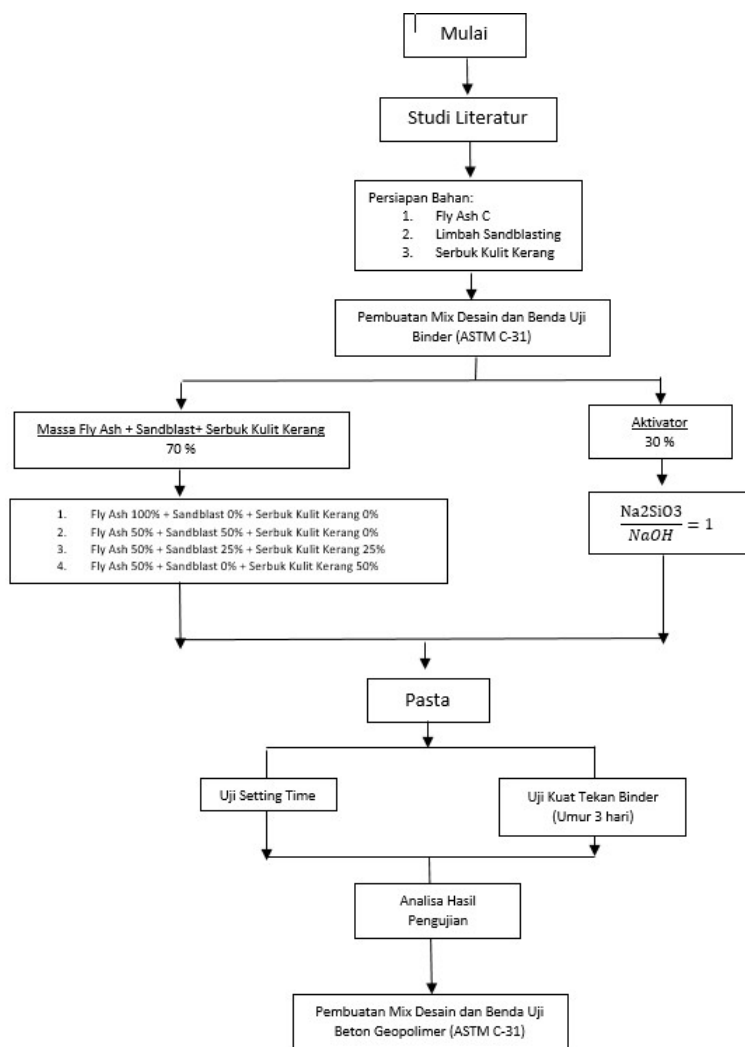 Mulai
Studi Literatur
Persiapan Bahan:
1. Fly Ash C
2. Limbah Sandblasting
3. Serbuk Kulit Kerang
Pembuatan Mix Desain dan Benda Uji
Binder (ASTM C-31)
Massa Fly Ash + Sandblast+ Serbuk Kulit Kerang
70 %
Aktivator
30 %
1. Fly Ash 100% + Sandblast 0% + Serbuk Kulit Kerang 0%
2. Fly Ash 50% + Sandblast 50% + Serbuk Kulit Kerang 0%
3. Fly Ash 50% + Sandblast 25% + Serbuk Kulit Kerang 25%
4. Fly Ash 50% + Sandblast 0% + Serbuk Kulit Kerang 50%
Na2SiO3
NaOH = 1
Pasta
Uji Setting Time
Uji Kuat Tekan Binder
(Umur 3 hari)
Analisa Hasil
Pengujian
Pembuatan Mix Desain dan Benda Uji
Beton Geopolimer (ASTM C-31)